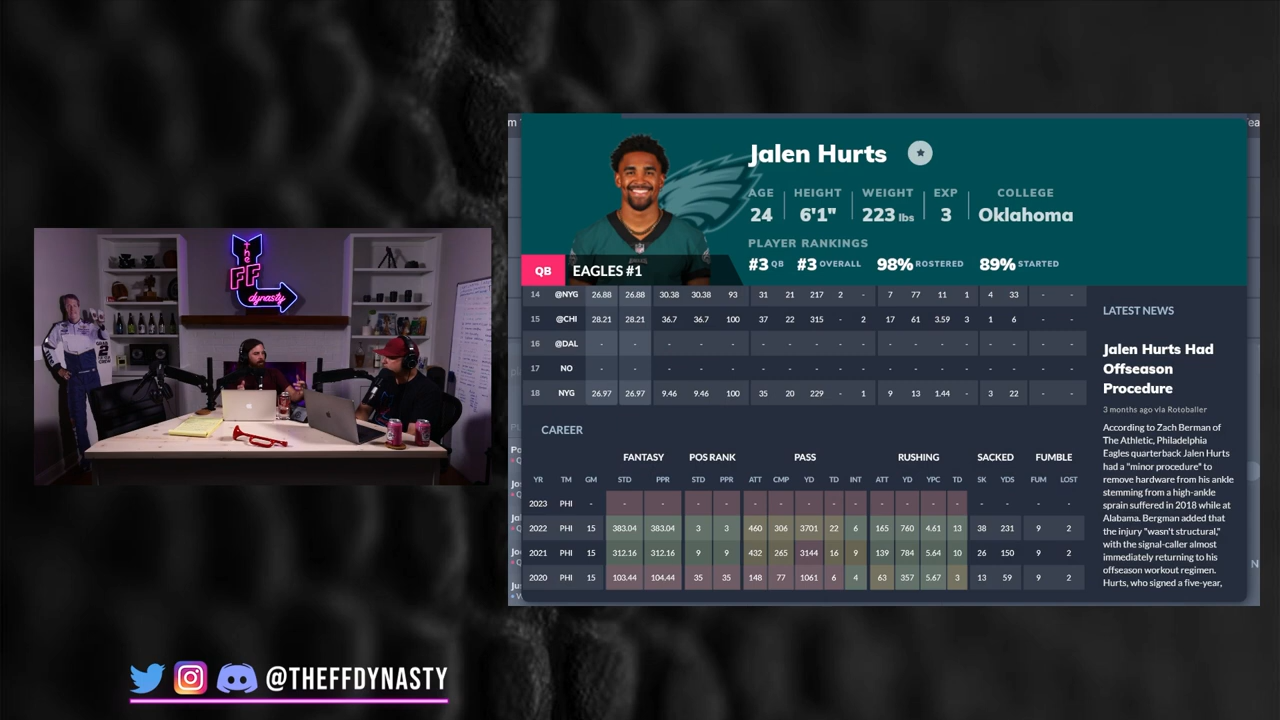 the
FF
dynasty
Jalen Hurts
AGE HEIGHT WEIGHT EXP COLLEGE
24 6'1" 223 lbs 3 Oklahoma
PLAYER RANKINGS
#3 QB #3 OVERALL 98% ROSTERED 89% STARTED
QB EAGLES #1
14 @NYG 26.88 26.88 30.38 30.38 93 31 21 217 2 - 7 77 11 1 4 33 - -
15 @CHI 28.21 28.21 36.7 36.7 100 37 22 315 - 2 17 61 3.59 3 1 6 - -
16 @DAL - - - - - - - - - - - - - - - - - -
17 NO - - - - - - - - - - - - - - - - - -
18 NYG 26.97 26.97 9.46 9.46 100 35 20 229 - 1 9 13 1.44 - 3 22 - -
CAREER
FANTASY POS RANK PASS RUSHING SACKED FUMBLE
YR TM GM STD PPR STD PPR ATT CMP YD TD INT ATT YD YPC TD SK YDS FUM LOST
2023 PHI - - - - - - - - - - - - - - - - - -
2022 PHI 15 383.04 383.04 3 3 460 306 3701 22 6 165 760 4.61 13 38 231 9 2
2021 PHI 15 312.16 312.16 9 9 432 265 3144 16 9 139 784 5.64 10 26 150 9 2
2020 PHI 15 103.44 104.44 35 35 148 77 1061 6 4 63 357 5.67 3 13 59 9 2
LATEST NEWS
Jalen Hurts Had
Offseason
Procedure
3 months ago via Rotoballer
According to Zach Berman of
The Athletic, Philadelphia
Eagles quarterback Jalen Hurts
had a "minor procedure" to
remove hardware from his ankle
stemming from a high-ankle
sprain suffered in 2018 while at
Alabama. Bergman added that
the injury "wasn't structural,"
with the signal-caller almost
immediately returning to his
offseason workout regimen.
Hurts, who signed a five-year,
@THEFFDYNASTY